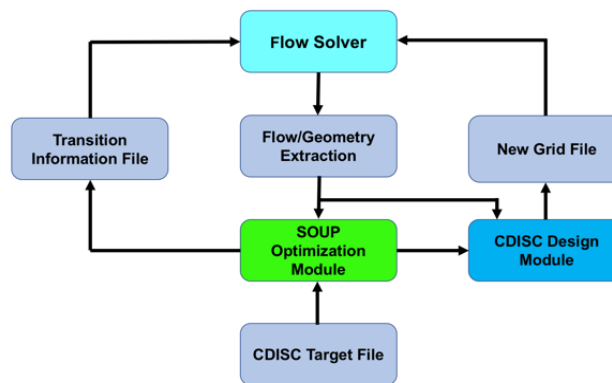 Flow Solver
Transition
Information File
Flow/Geometry
Extraction
New Grid File
SOUP
Optimization
Module
CDISC Design
Module
CDISC Target File